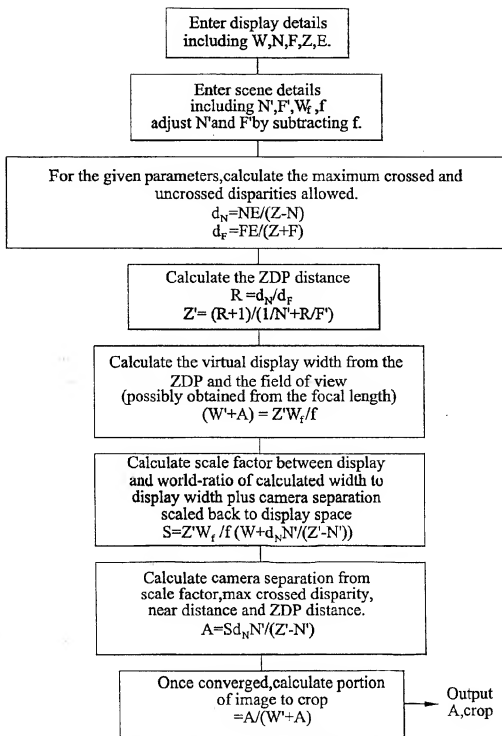 Enter display details
including W,N,F,Z,E.
Enter scene details
including N',F',W_f,f
adjust N'and F'by subtracting f.
For the given parameters,calculate the maximum crossed and
uncrossed disparities allowed.
d_N=NE/(Z-N)
d_F=FE/(Z+F)
Calculate the ZDP distance
R =d_N/d_F
Z'= (R+1)/(1/N'+R/F')
Calculate the virtual display width from the
ZDP and the field of view
(possibly obtained from the focal length)
(W'+A) = Z'W_f/f
Calculate scale factor between display
and world-ratio of calculated width to
display width plus camera separation
scaled back to display space
S=Z'W_f /f (W+d_NN'/(Z'-N'))
Calculate camera separation from
scale factor,max crossed disparity,
near distance and ZDP distance.
A=Sd_NN'/(Z'-N')
Once converged,calculate portion
of image to crop
=A/(W'+A)
Output
A,crop